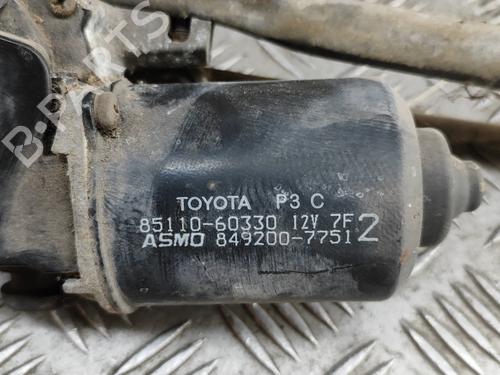 B-PARTS
TOYOTA P3 C
85110-60330 12V 7F
ASMO 849200-7751 2